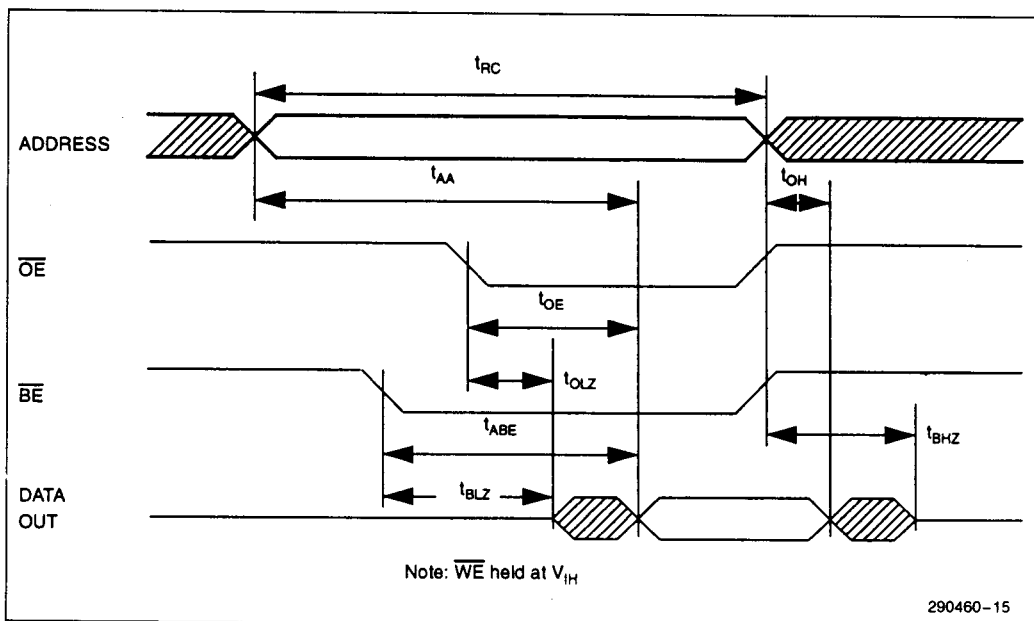 tRC
ADDRESS
tAA
tOH
OE
tOE
tOLZ
BE
tABE
tBHZ
tBLZ
DATA
OUT
Note: WE held at VIH
290460-15